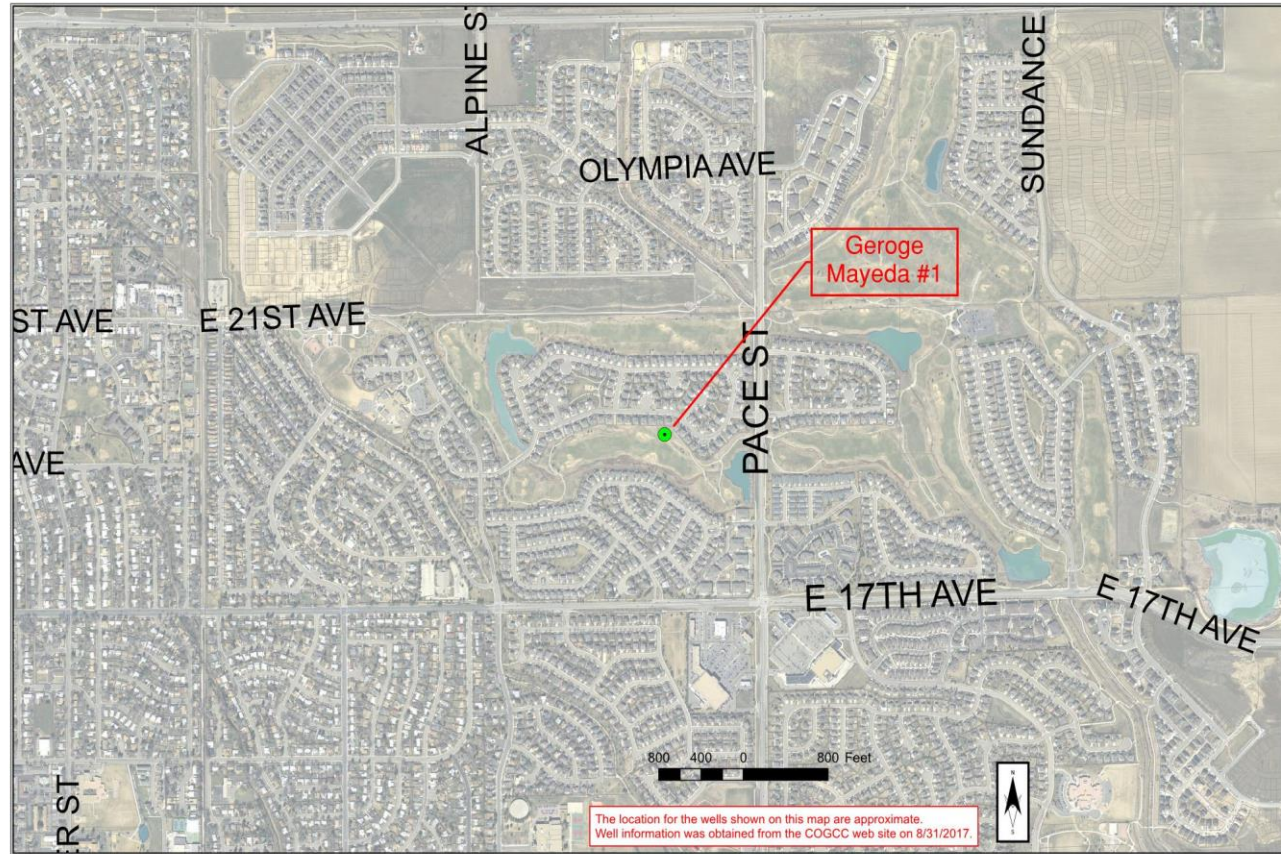 ALPINE S
SUNDANCE
OLYMPIA AVE
Geroge
Mayeda #1
ST AVE
E 21ST AVE
PACE ST
AVE
E 17TH AVE
E 17TH AVE
800 400 0 800 Feet
ER ST
N
S
The location for the wells shown on this map are approximate.
Well information was obtained from the COGCC web site on 8/31/2017.